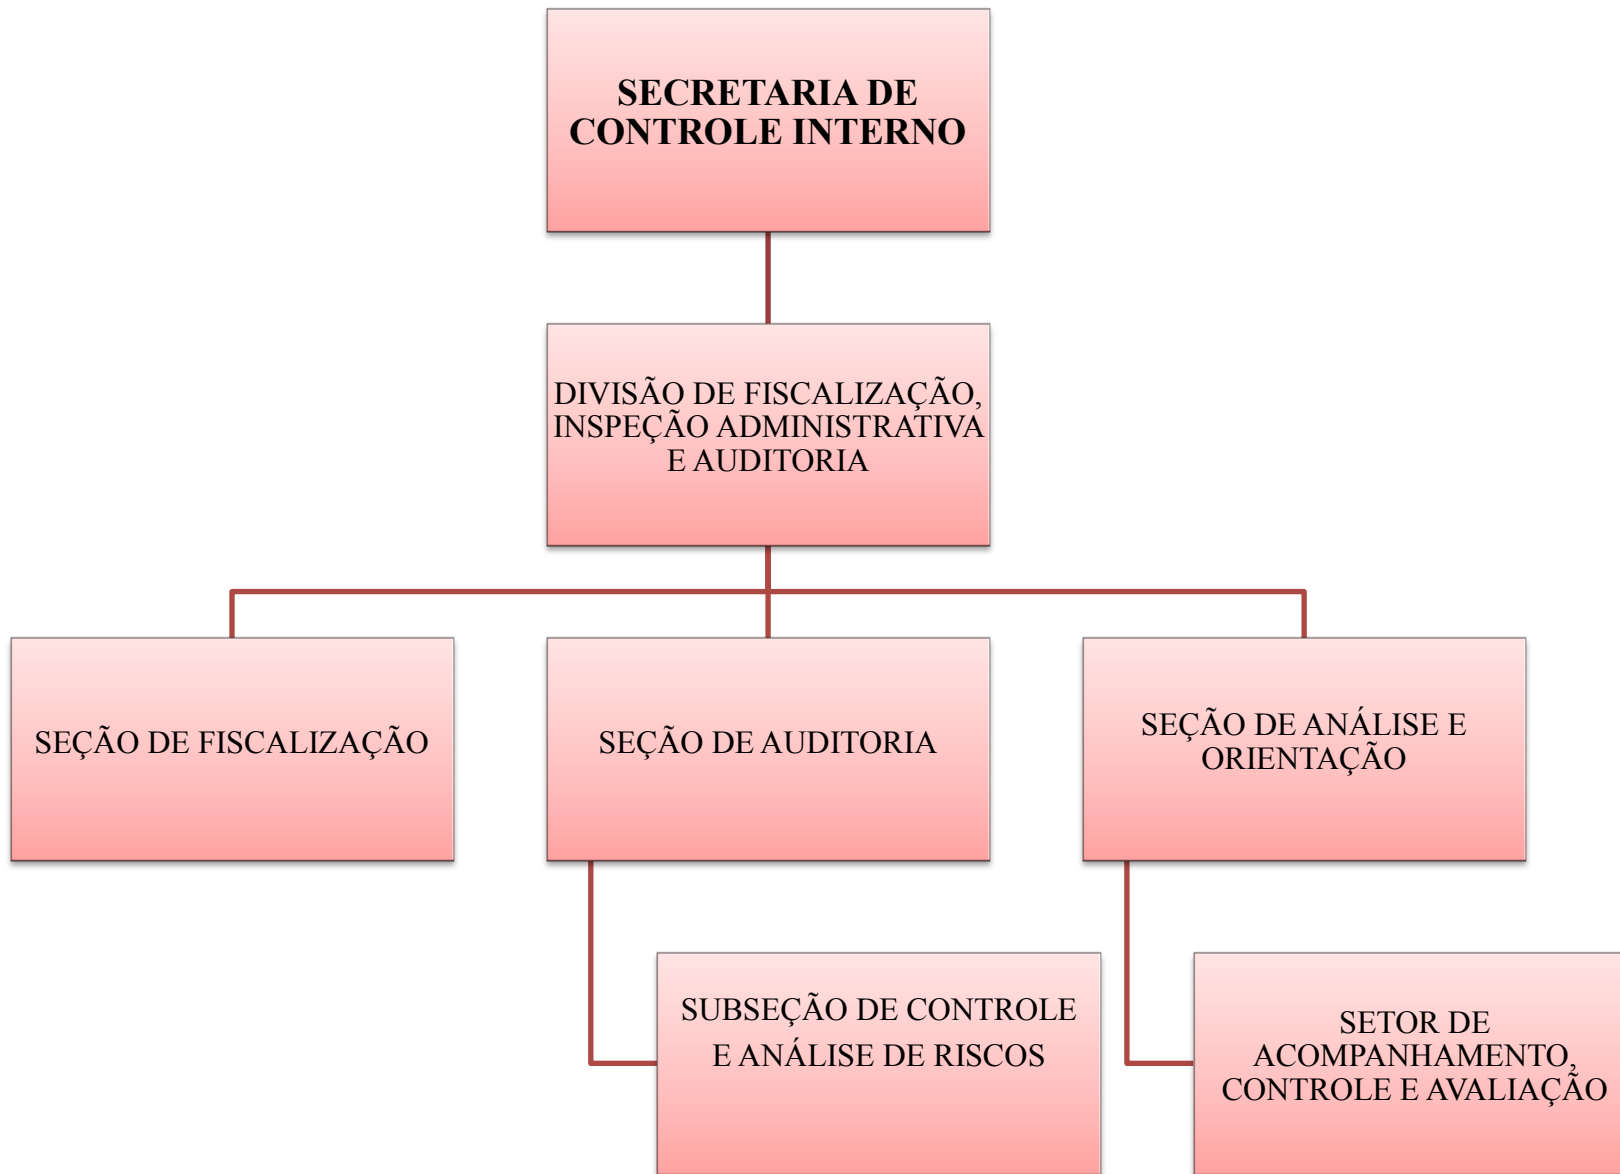 SECRETARIA DE
CONTROLE INTERNO
DIVISÃO DE FISCALIZAÇÃO,
INSPEÇÃO ADMINISTRATIVA
E AUDITORIA
SEÇÃO DE FISCALIZAÇÃO
SEÇÃO DE AUDITORIA
SEÇÃO DE ANÁLISE E
ORIENTAÇÃO
SUBSEÇÃO DE CONTROLE
E ANÁLISE DE RISCOS
SETOR DE
ACOMPANHAMENTO,
CONTROLE E AVALIAÇÃO